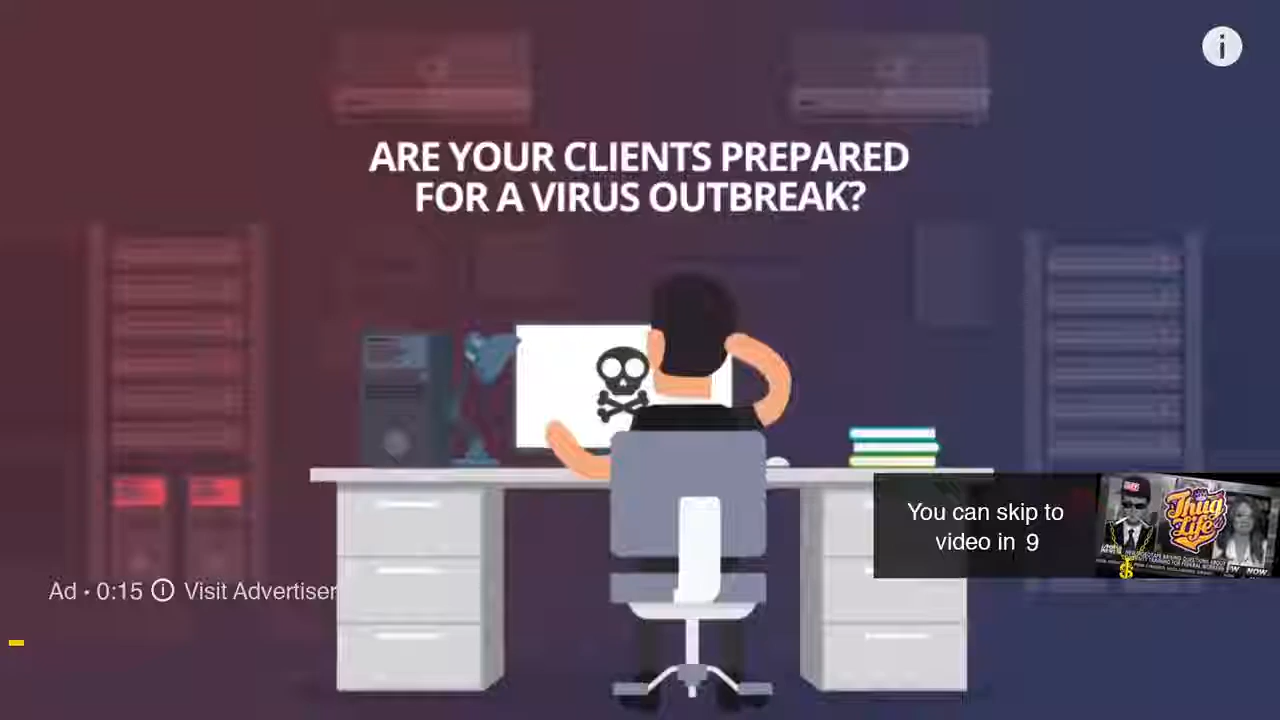 ARE YOUR CLIENTS PREPARED
FOR A VIRUS OUTBREAK?
You can skip to
video in 9
Thug
Life
NOW
Ad • 0:15 ⓘ Visit Advertiser